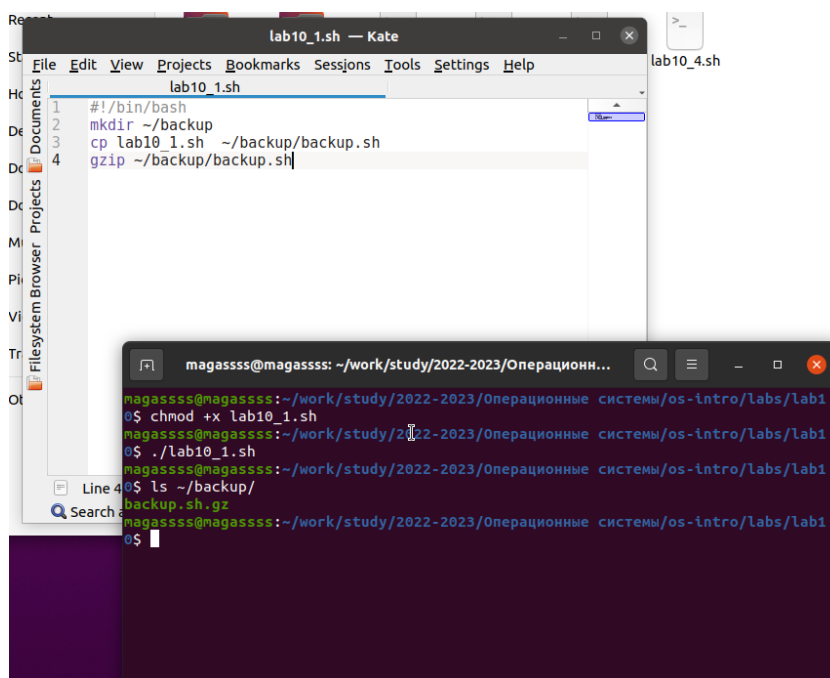 lab10_1.sh — Kate
File Edit View Projects Bookmarks Sessions Tools Settings Help
lab10_1.sh
1 #!/bin/bash
2 mkdir ~/backup
3 cp lab10_1.sh  ~/backup/backup.sh
4 gzip ~/backup/backup.sh
Documents
Projects
Filesystem Browser
Line 4
Search
lab10_4.sh
magassss@magassss: ~/work/study/2022-2023/Операционн...
magassss@magassss:~/work/study/2022-2023/Операционные системы/os-intro/labs/lab1
0$ chmod +x lab10_1.sh
magassss@magassss:~/work/study/2022-2023/Операционные системы/os-intro/labs/lab1
0$ ./lab10_1.sh
magassss@magassss:~/work/study/2022-2023/Операционные системы/os-intro/labs/lab1
0$ ls ~/backup/
backup.sh.gz
magassss@magassss:~/work/study/2022-2023/Операционные системы/os-intro/labs/lab1
0$